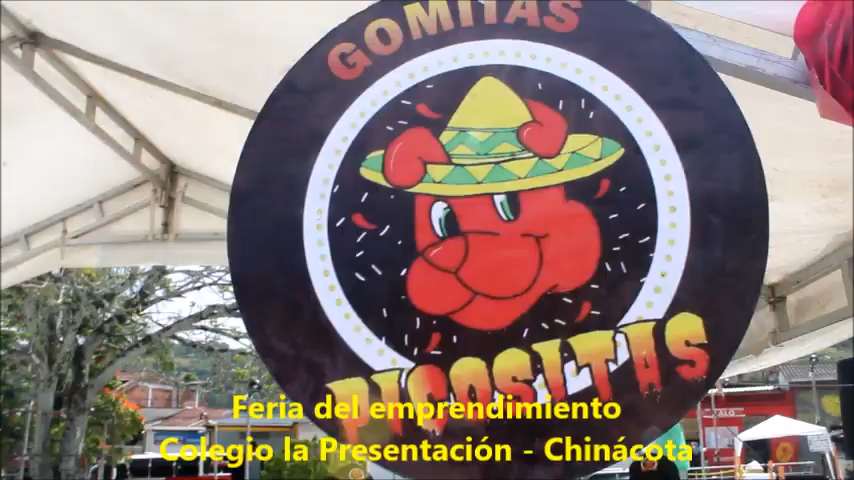 GOMITAS
PICOSITAS
Feria del emprendimiento
Colegio la Presentación - Chinácota